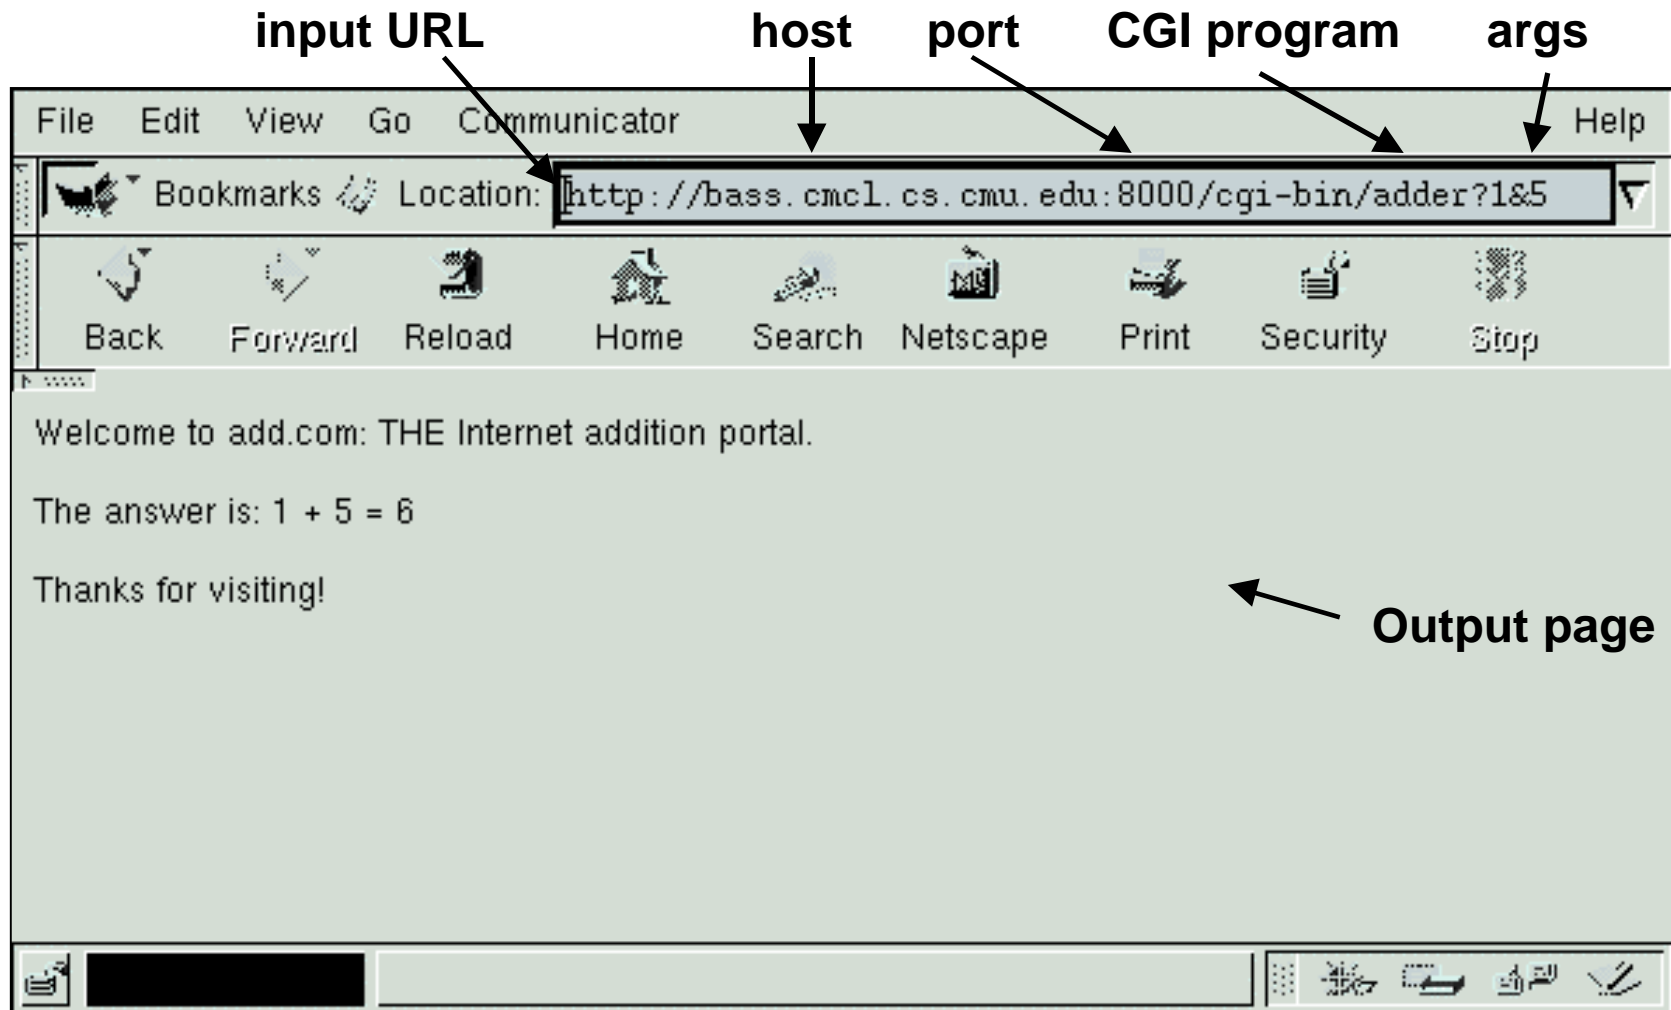 input URL host port CGI program args
File Edit View Go Communicator Help
Bookmarks Location: http://bass.cmcl.cs.cmu.edu:8000/cgi-bin/adder?1&5
Back Forward Reload Home Search Netscape Print Security Stop
Welcome to add.com: THE Internet addition portal.
The answer is: 1 + 5 = 6
Thanks for visiting!
Output page